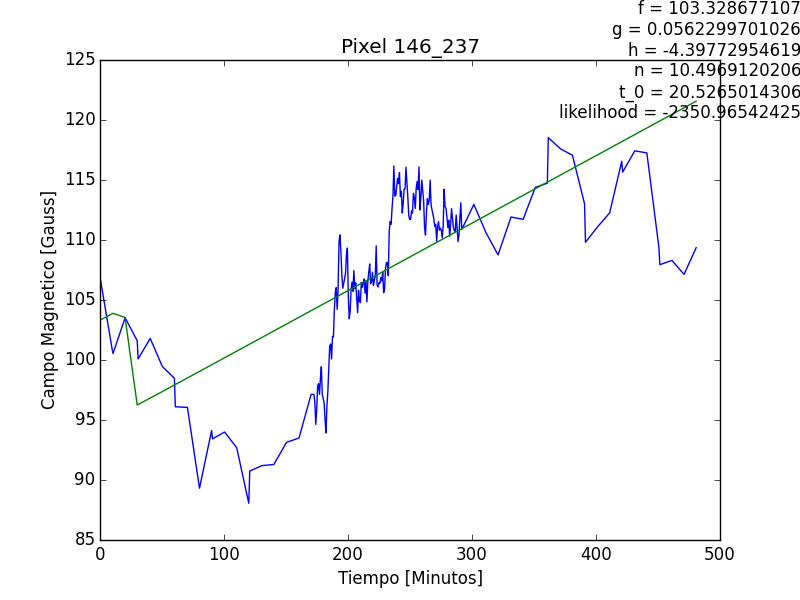 f = 103.328677107
g = 0.0562299701026
h = -4.39772954619
n = 10.4969120206
t_0 = 20.5265014306
likelihood = -2350.96542425
Pixel 146_237
125
120
115
110
105
100
95
90
85
Campo Magnetico [Gauss]
0 100 200 300 400 500
Tiempo [Minutos]